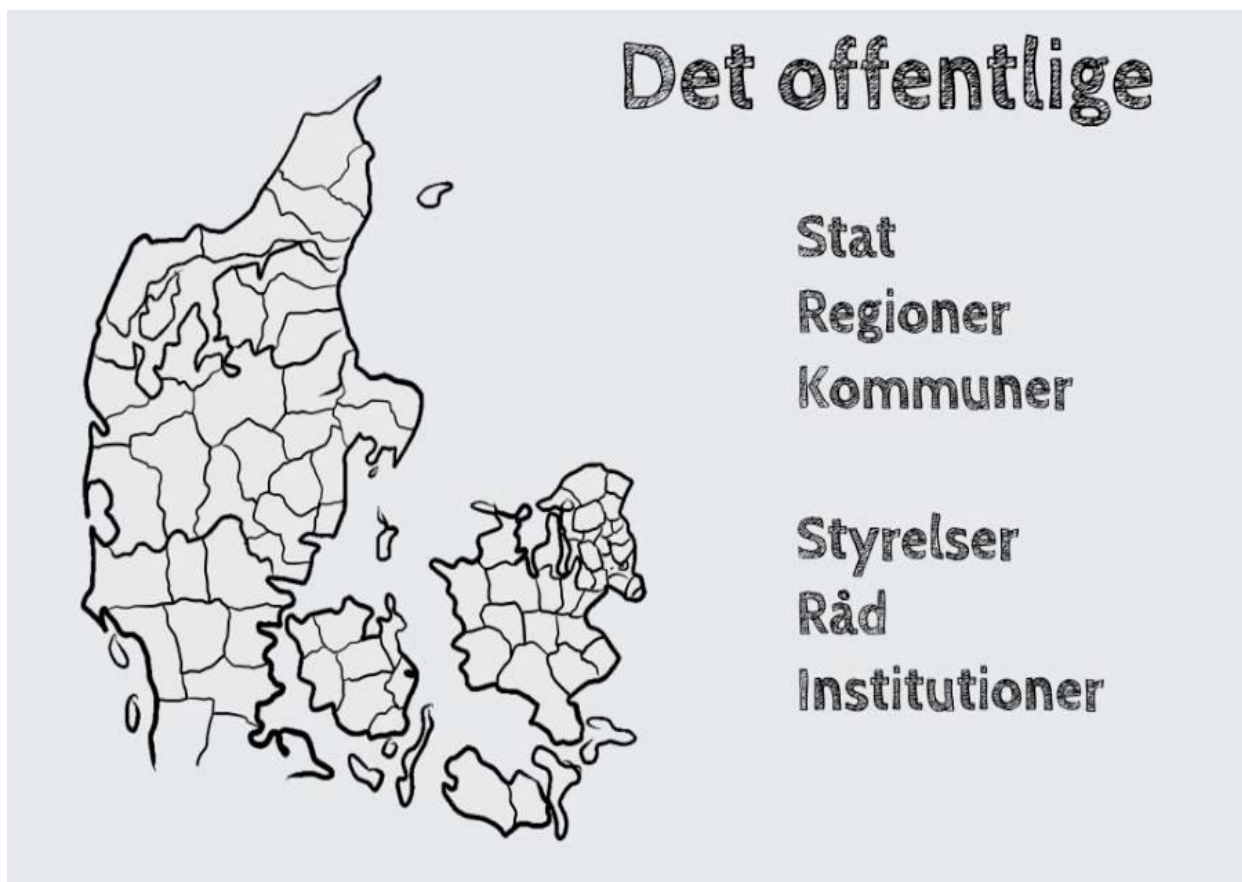 Det offentlige
Stat
Regioner
Kommuner
Styrelser
Råd
Institutioner